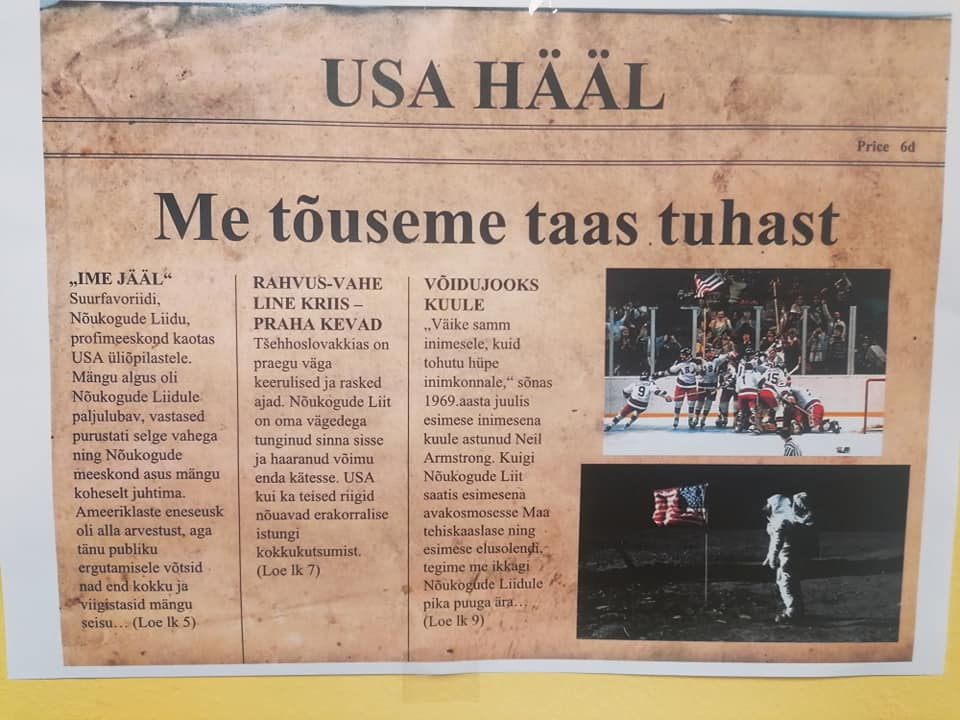 USA HÄÄL
Price 6d
Me tõuseme taas tuhast
„IME JÄÄL“
Suurfavoriidi,
Nõukogude Liidu,
profimeeskond kaotas
USA üliõpilastele.
Mängu algus oli
Nõukogude Liidule
paljulubav, vastased
purustati selge vahega
ning Nõukogude
meeskond asus mängu
koheselt juhtima.
Ameeriklaste eneseusk
oli alla arvestust, aga
tänu publiku
ergutamisele võtsid
nad end kokku ja
viigistasid mängu
seisu… (Loe lk 5)
RAHVUS-VAHE
LINE KRIIS –
PRAHA KEVAD
Tšehhoslovakkias on
praegu väga
keerulised ja rasked
ajad. Nõukogude Liit
on oma vägedega
tunginud sinna sisse
ja haaranud võimu
enda kätesse. USA
kui ka teised riigid
nõuavad erakorralise
istungi
kokkukutsumist.
(Loe lk 7)
VÕIDUJOOKS
KUULE
„Väike samm
inimesele, kuid
tohutu hüpe
inimkonnale,“ sõnas
1969.aasta juulis
esimese inimesena
kuule astunud Neil
Armstrong. Kuigi
Nõukogude Liit
saatis esimesena
avakosmosesse Maa
tehiskaaslase ning
esimese elusolendi,
tegime me ikkagi
Nõukogude Liidule
pika puuga ära…
(Loe lk 9)